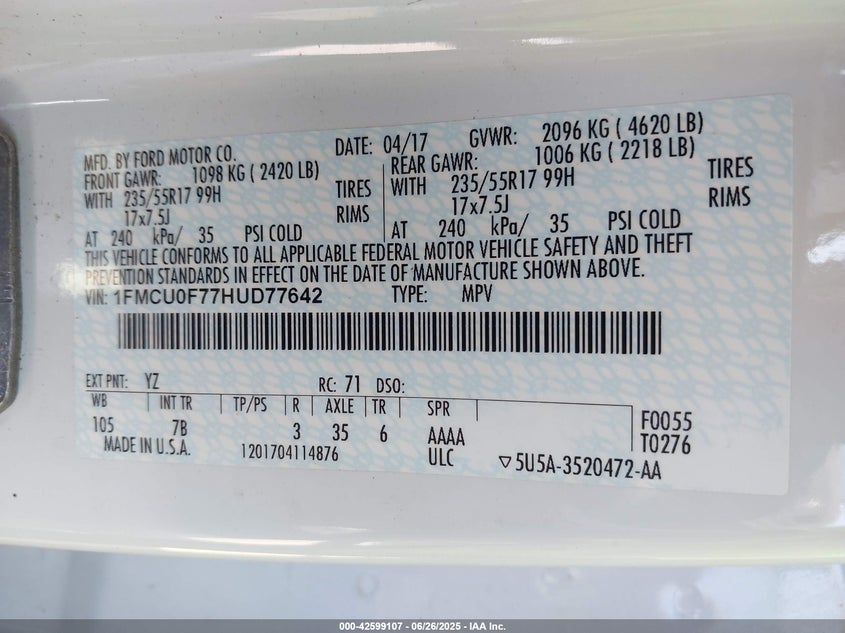 MFD. BY FORD MOTOR CO. DATE: 04/17 GVWR: 2096 KG ( 4620 LB)
FRONT GAWR: 1098 KG ( 2420 LB) REAR GAWR: 1006 KG ( 2218 LB)
WITH 235/55R17 99H TIRES WITH 235/55R17 99H TIRES
17x7.5J RIMS 17x7.5J RIMS
AT 240 kPa/ 35 PSI COLD AT 240 kPa/ 35 PSI COLD
THIS VEHICLE CONFORMS TO ALL APPLICABLE FEDERAL MOTOR VEHICLE SAFETY AND THEFT
PREVENTION STANDARDS IN EFFECT ON THE DATE OF MANUFACTURE SHOWN ABOVE.
VIN: 1FMCU0F77HUD77642 TYPE: MPV
EXT PNT: YZ RC: 71 DSO:
WB INT TR TP/PS R AXLE TR SPR
105 7B 3 35 6 AAAA F0055
MADE IN U.S.A. 1201704114876 ULC T0276
▽5U5A-3520472-AA
000-42599107 - 06/26/2025 - IAA Inc.